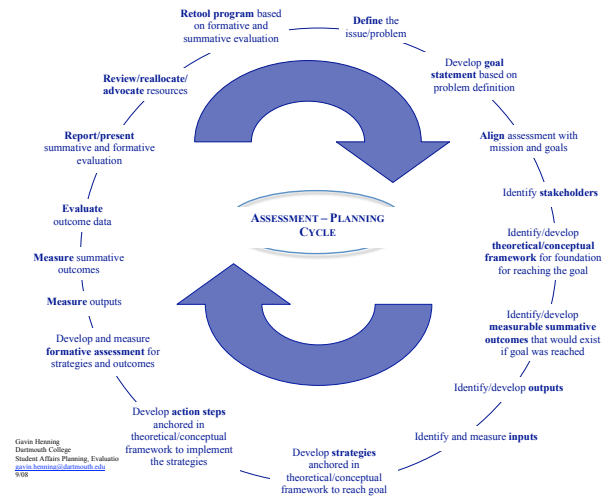 Retool program based
on formative and
summative evaluation
Define the
issue/problem
Develop goal
statement based on
problem definition
Align assessment with
mission and goals
Identify stakeholders
Identify/develop
theoretical/conceptual
framework for foundation
for reaching the goal
Identify/develop
measurable summative
outcomes that would exist
if goal was reached
Identify/develop outputs
Identify and measure inputs
Develop strategies
anchored in
theoretical/conceptual
framework to reach goal
Develop action steps
anchored in
theoretical/conceptual
framework to implement
the strategies
Develop and measure
formative assessment for
strategies and outcomes
Measure outputs
Measure summative
outcomes
Evaluate
outcome data
Report/present
summative and formative
evaluation
Review/reallocate/
advocate resources
ASSESSMENT – PLANNING
CYCLE
Gavin Henning
Dartmouth College
Student Affairs Planning, Evaluatio
gavin.henning@dartmouth.edu
9/08